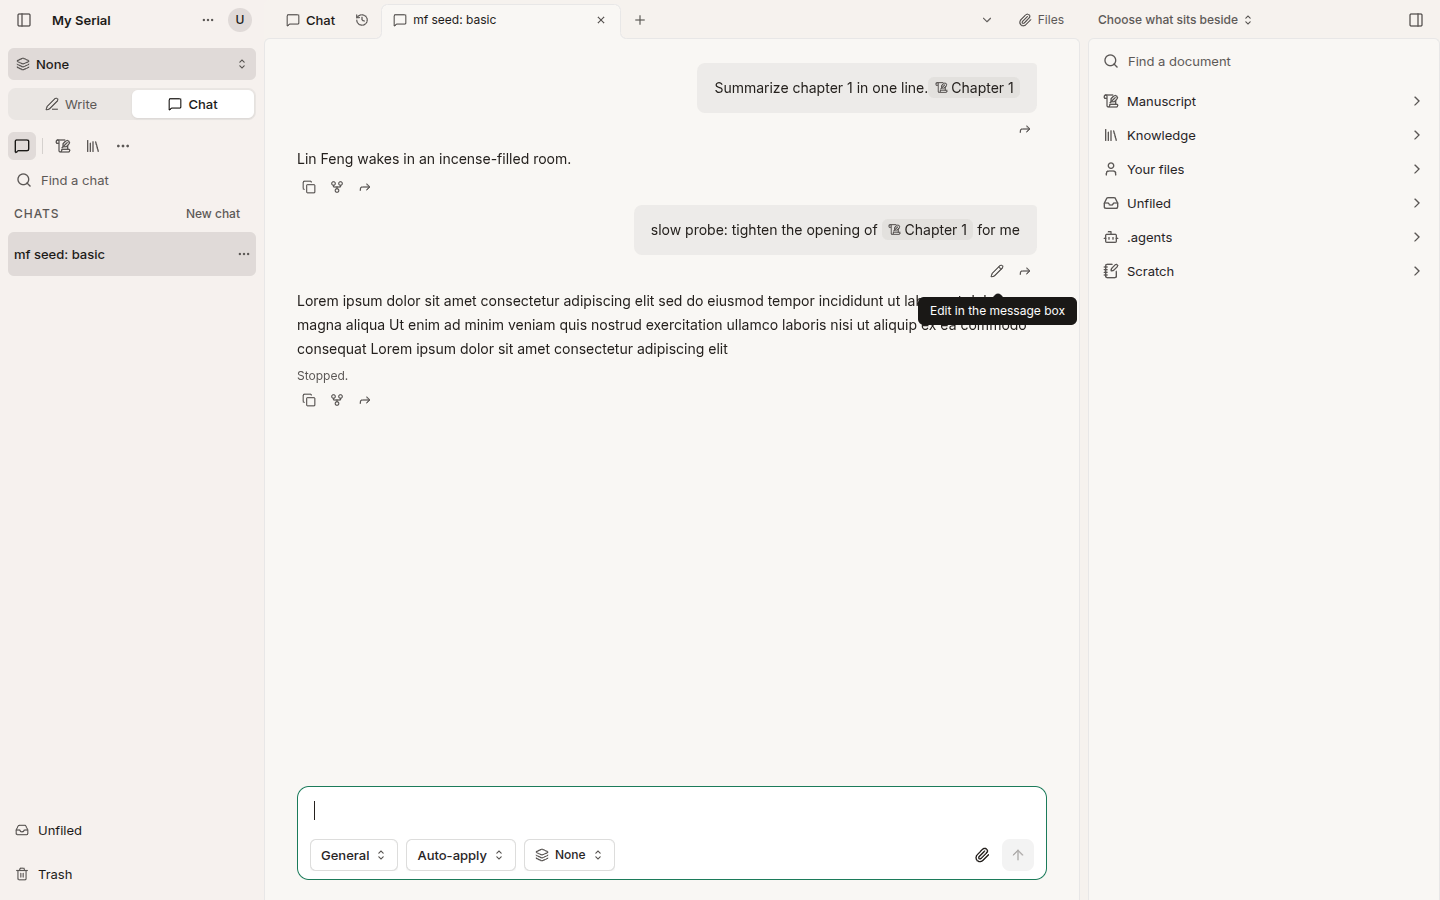 My Serial
U
Chat
mf seed: basic
Files
Choose what sits beside
None
Write
Chat
Find a chat
CHATS
New chat
mf seed: basic
Unfiled
Trash
Summarize chapter 1 in one line. Chapter 1
Lin Feng wakes in an incense-filled room.
slow probe: tighten the opening of Chapter 1 for me
Lorem ipsum dolor sit amet consectetur adipiscing elit sed do eiusmod tempor incididunt ut
Edit in the message box
magna aliqua Ut enim ad minim veniam quis nostrud exercitation ullamco laboris nisi ut aliquip ex ea commodo
consequat Lorem ipsum dolor sit amet consectetur adipiscing elit
Stopped.
General
Auto-apply
None
Find a document
Manuscript
Knowledge
Your files
Unfiled
.agents
Scratch